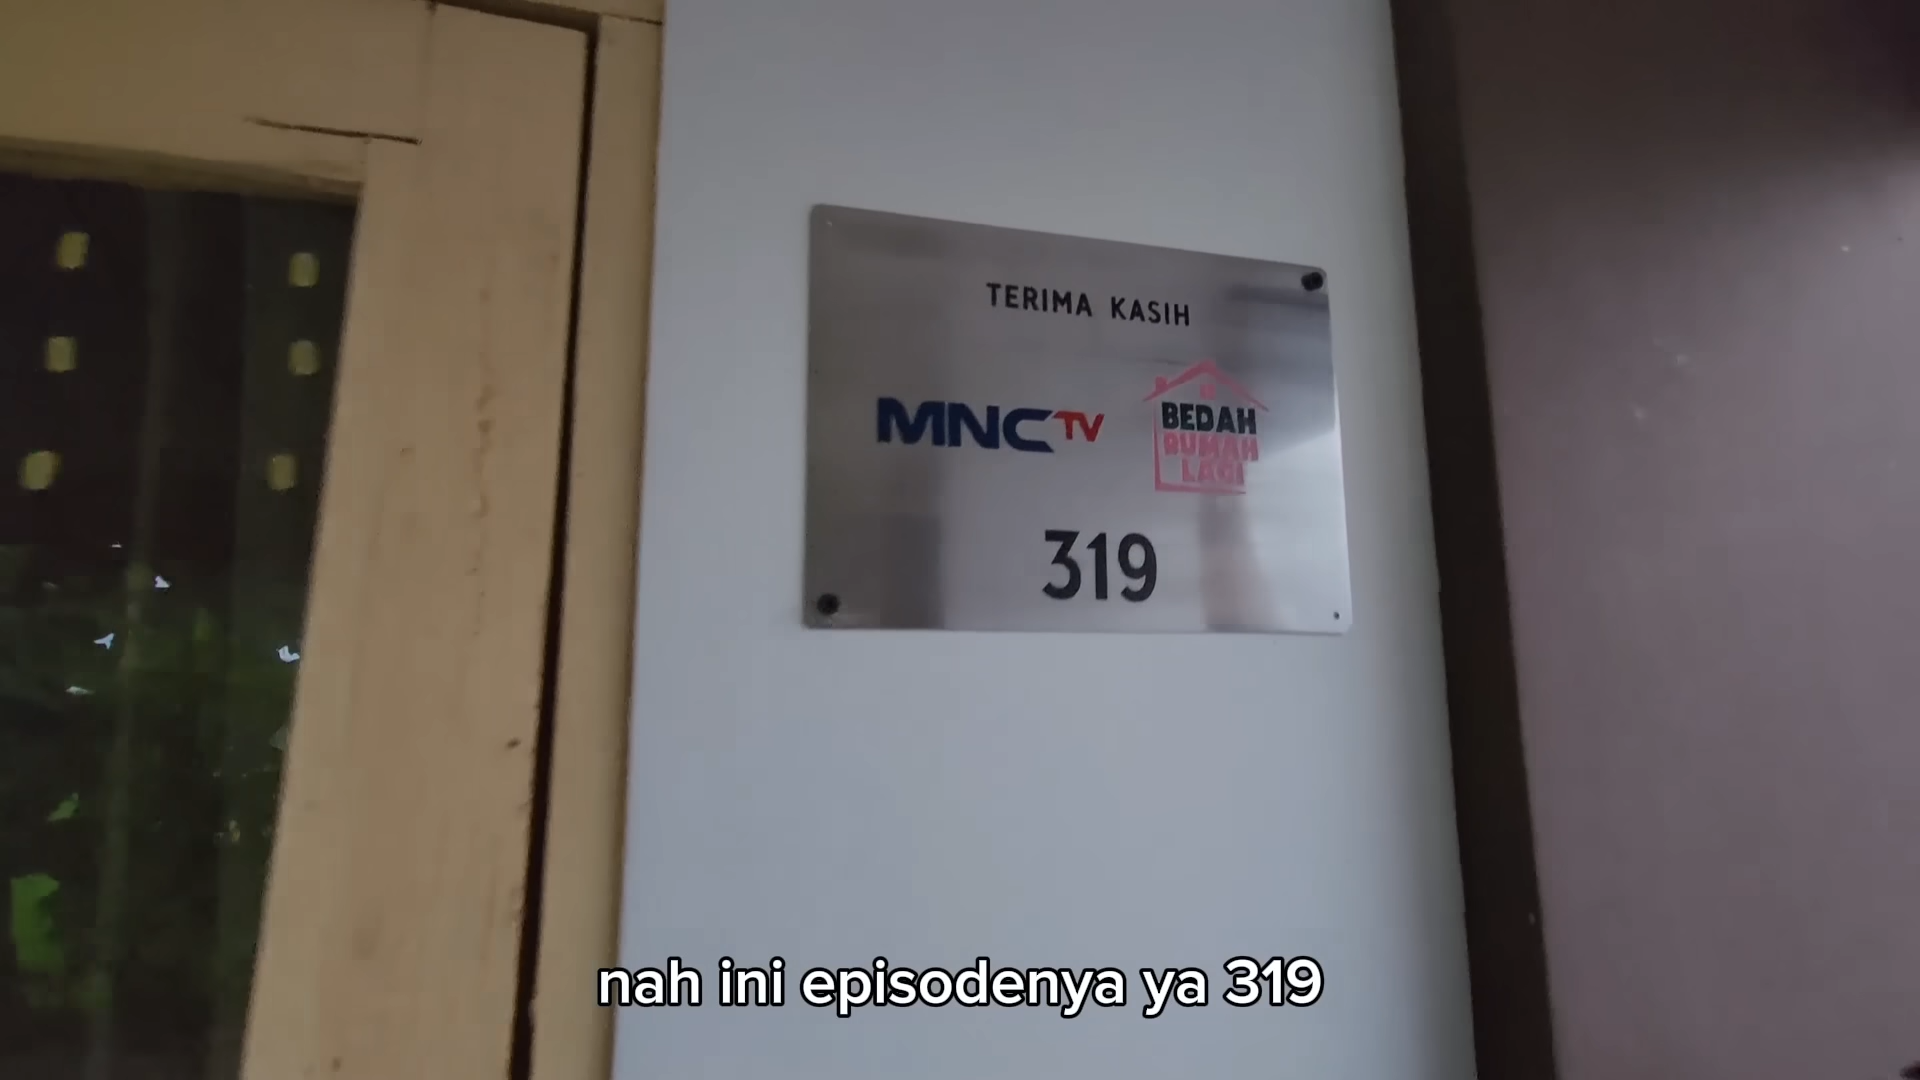 TERIMA KASIH
MNCTV
BEDAH
RUMAH
LAGI
319
nah ini episodenya ya 319